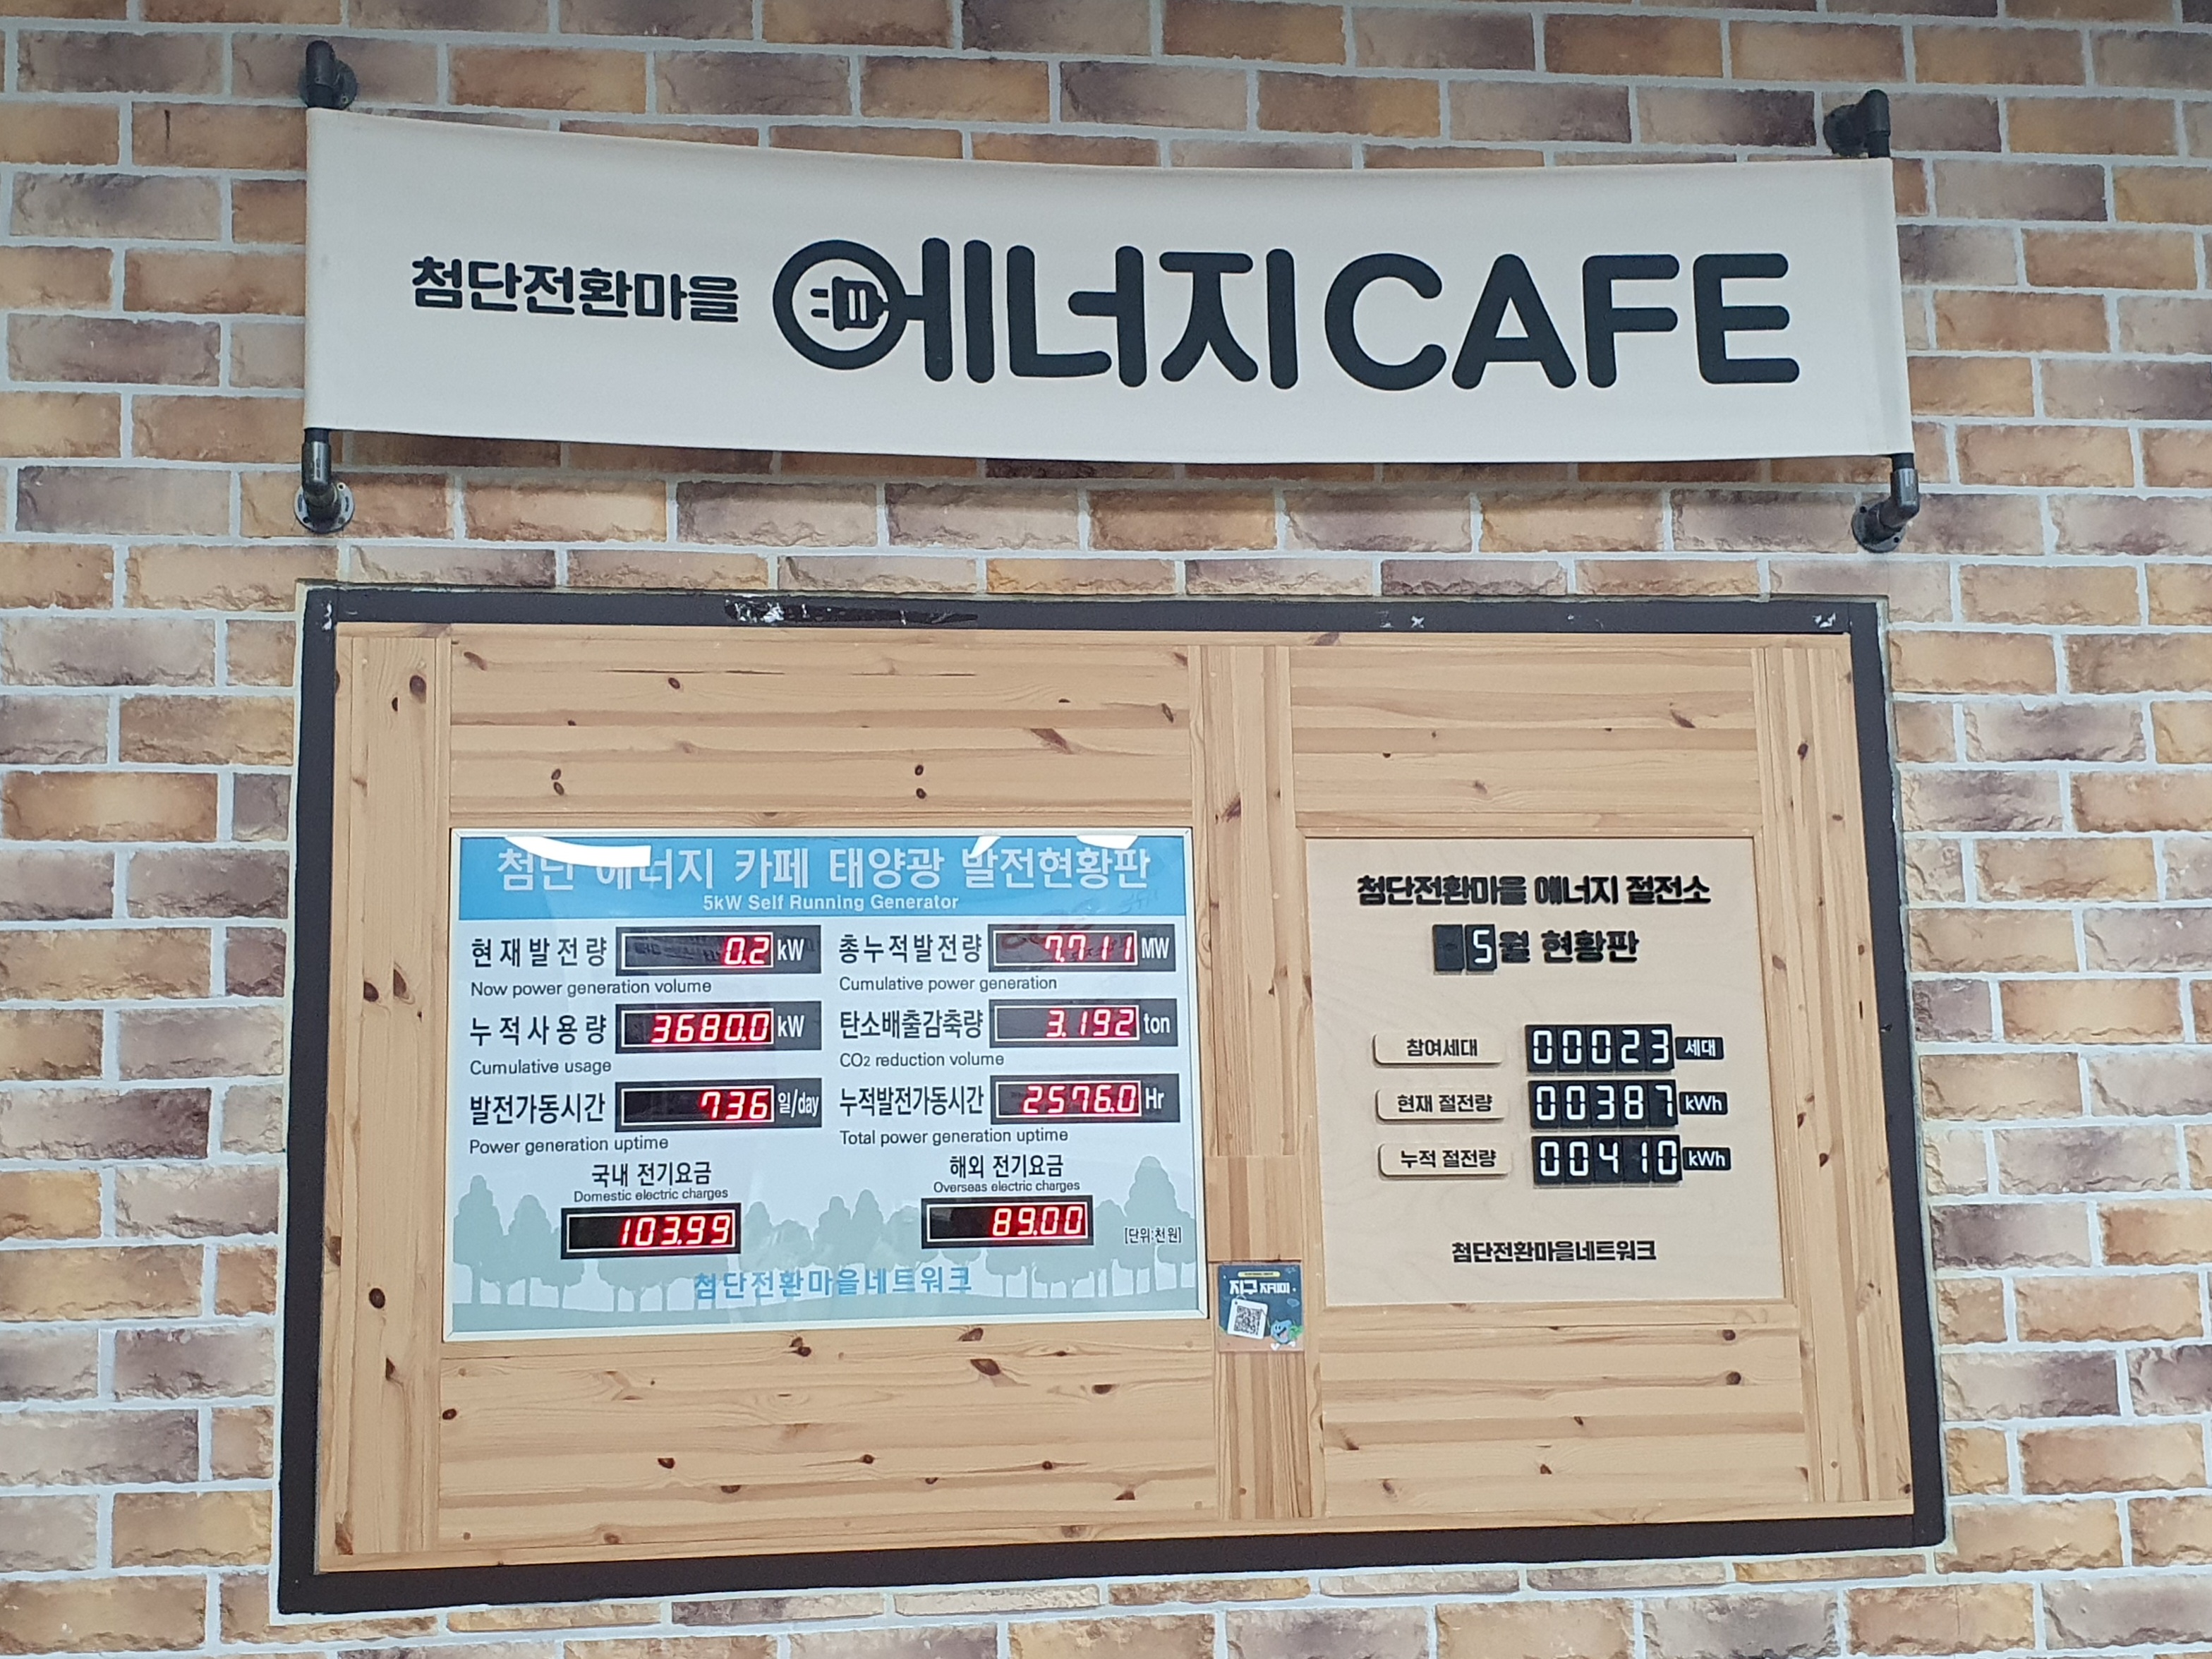 첨단전환마을 에너지 CAFE
첨단 에너지 카페 태양광 발전현황판
5kW Self Running Generator
현재발전량 0.2 kW 총누적발전량 7.711 MW
Now power generation volume Cumulative power generation
누적사용량 3680.0 kW 탄소배출감축량 3.192 ton
Cumulative usage CO2 reduction volume
발전가동시간 736 일/day 누적발전가동시간 2576.0 Hr
Power generation uptime Total power generation uptime
국내 전기요금 해외 전기요금
Domestic electric charges Overseas electric charges
103.99 89.00 [단위:천원]
첨단전환마을네트워크
첨단전환마을 에너지 절전소
5월 현황판
참여세대 00023 세대
현재 절전량 00387 kWh
누적 절전량 00410 kWh
첨단전환마을네트워크
지구